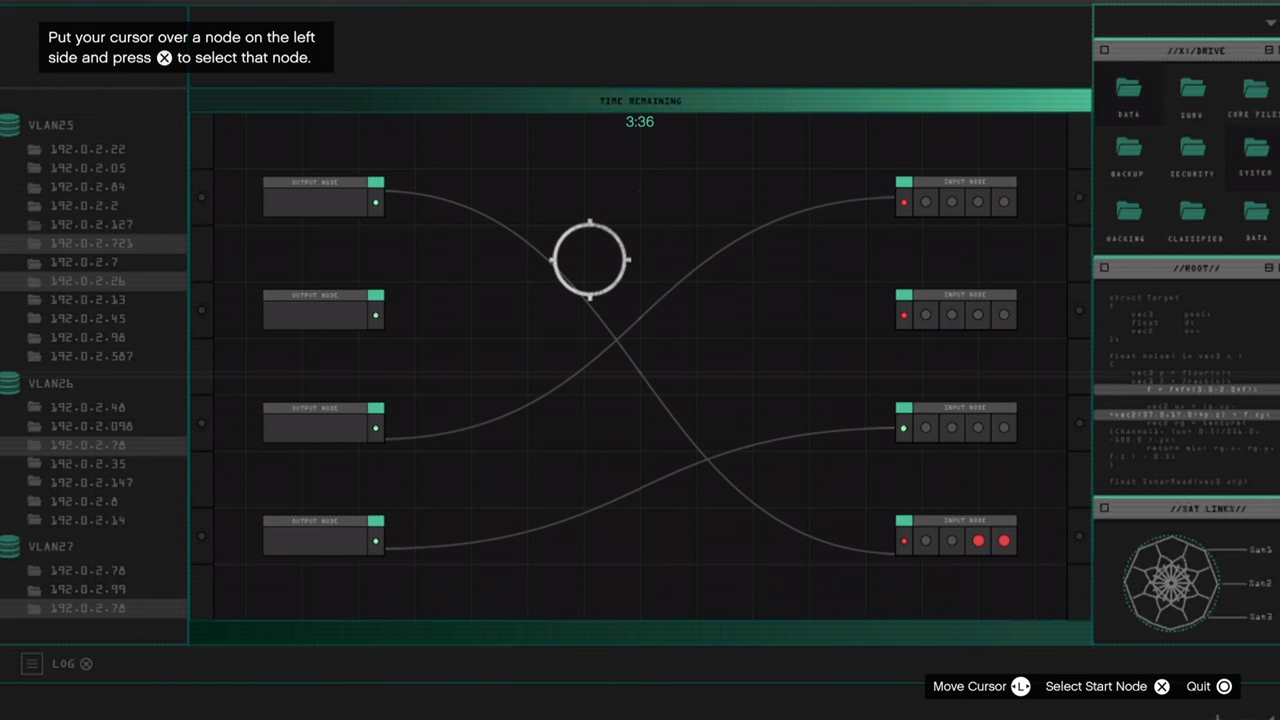 Put your cursor over a node on the left
side and press ⓧ to select that node.
TIME REMAINING
3:36
VLAN25
192.0.2.22
192.0.2.05
192.0.2.84
192.0.2.2
192.0.2.127
192.0.2.721
192.0.2.7
192.0.2.26
192.0.2.13
192.0.2.45
192.0.2.98
192.0.2.587
VLAN26
192.0.2.48
192.0.2.098
192.0.2.78
192.0.2.35
192.0.2.147
192.0.2.8
192.0.2.14
VLAN27
192.0.2.78
192.0.2.99
192.0.2.78
OUTPUT NODE
INPUT NODE
OUTPUT NODE
INPUT NODE
OUTPUT NODE
INPUT NODE
OUTPUT NODE
INPUT NODE
//X:/DRIVE
DATA
SURV
CORE FILES
BACKUP
SECURITY
SYSTEM
HACKING
CLASSIFIED
DATA
//ROOT//
struct Target
{
vec3
float
vec2
}
return
//SAT LINKS//
Sat1
Sat2
Sat3
LOG ⓧ
Move Cursor L Select Start Node ⓧ Quit